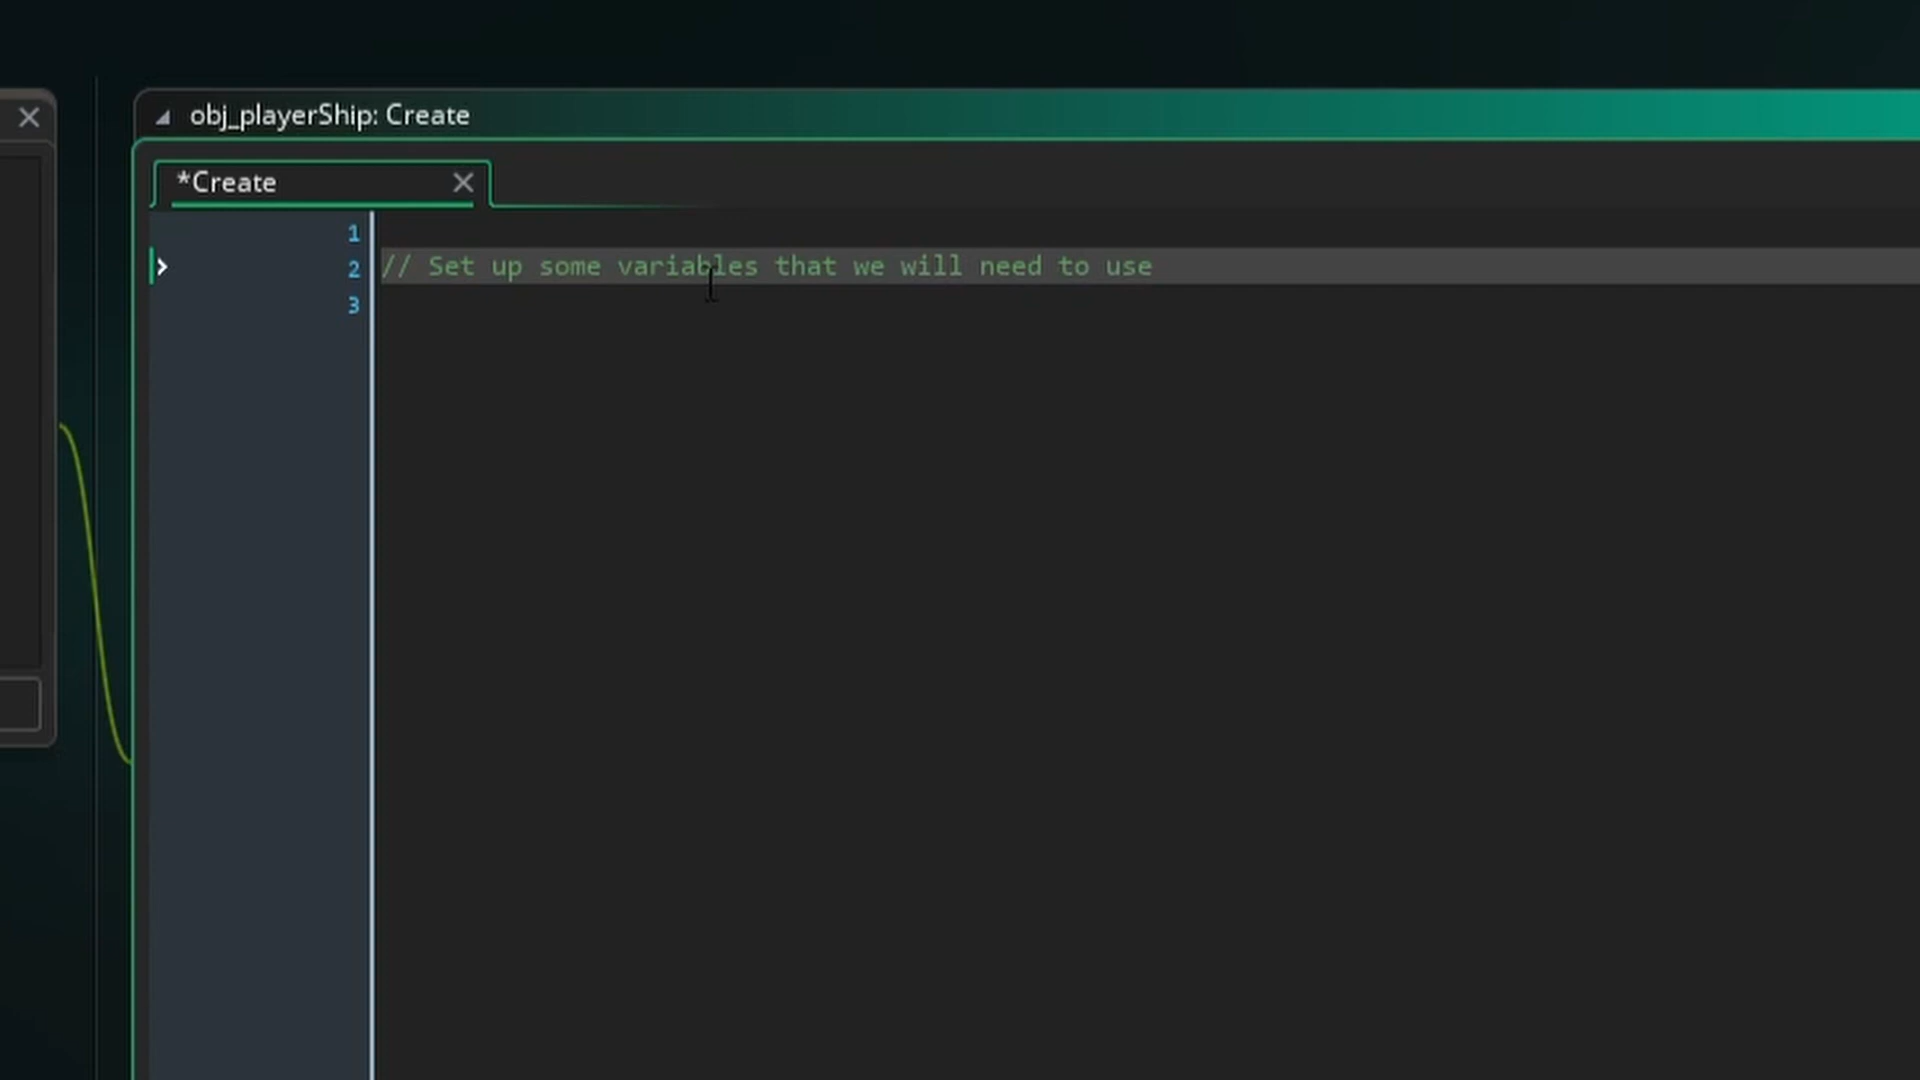 obj_playerShip: Create
*Create
1
2 // Set up some variables that we will need to use
3